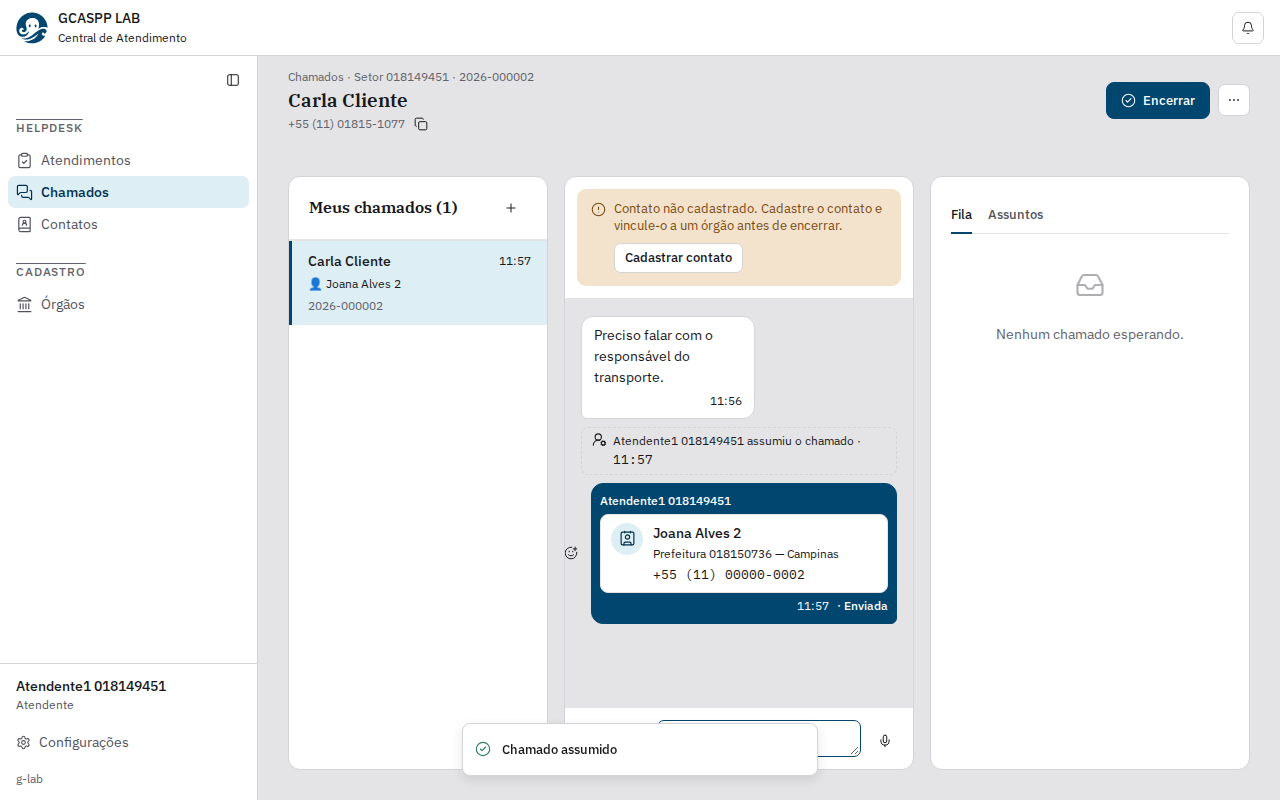 GCASPP LAB
Central de Atendimento
HELPDESK
Atendimentos
Chamados
Contatos
CADASTRO
Órgãos
Atendente1 018149451
Atendente
Configurações
g-lab
Chamados · Setor 018149451 · 2026-000002
Carla Cliente
+55 (11) 01815-1077
Encerrar
Meus chamados (1)
Carla Cliente 11:57
Joana Alves 2
2026-000002
Contato não cadastrado. Cadastre o contato e
vincule-o a um órgão antes de encerrar.
Cadastrar contato
Preciso falar com o
responsável do
transporte.
11:56
Atendente1 018149451 assumiu o chamado ·
11:57
Atendente1 018149451
Joana Alves 2
Prefeitura 018150736 — Campinas
+55 (11) 00000-0002
11:57 · Enviada
Chamado assumido
Fila Assuntos
Nenhum chamado esperando.